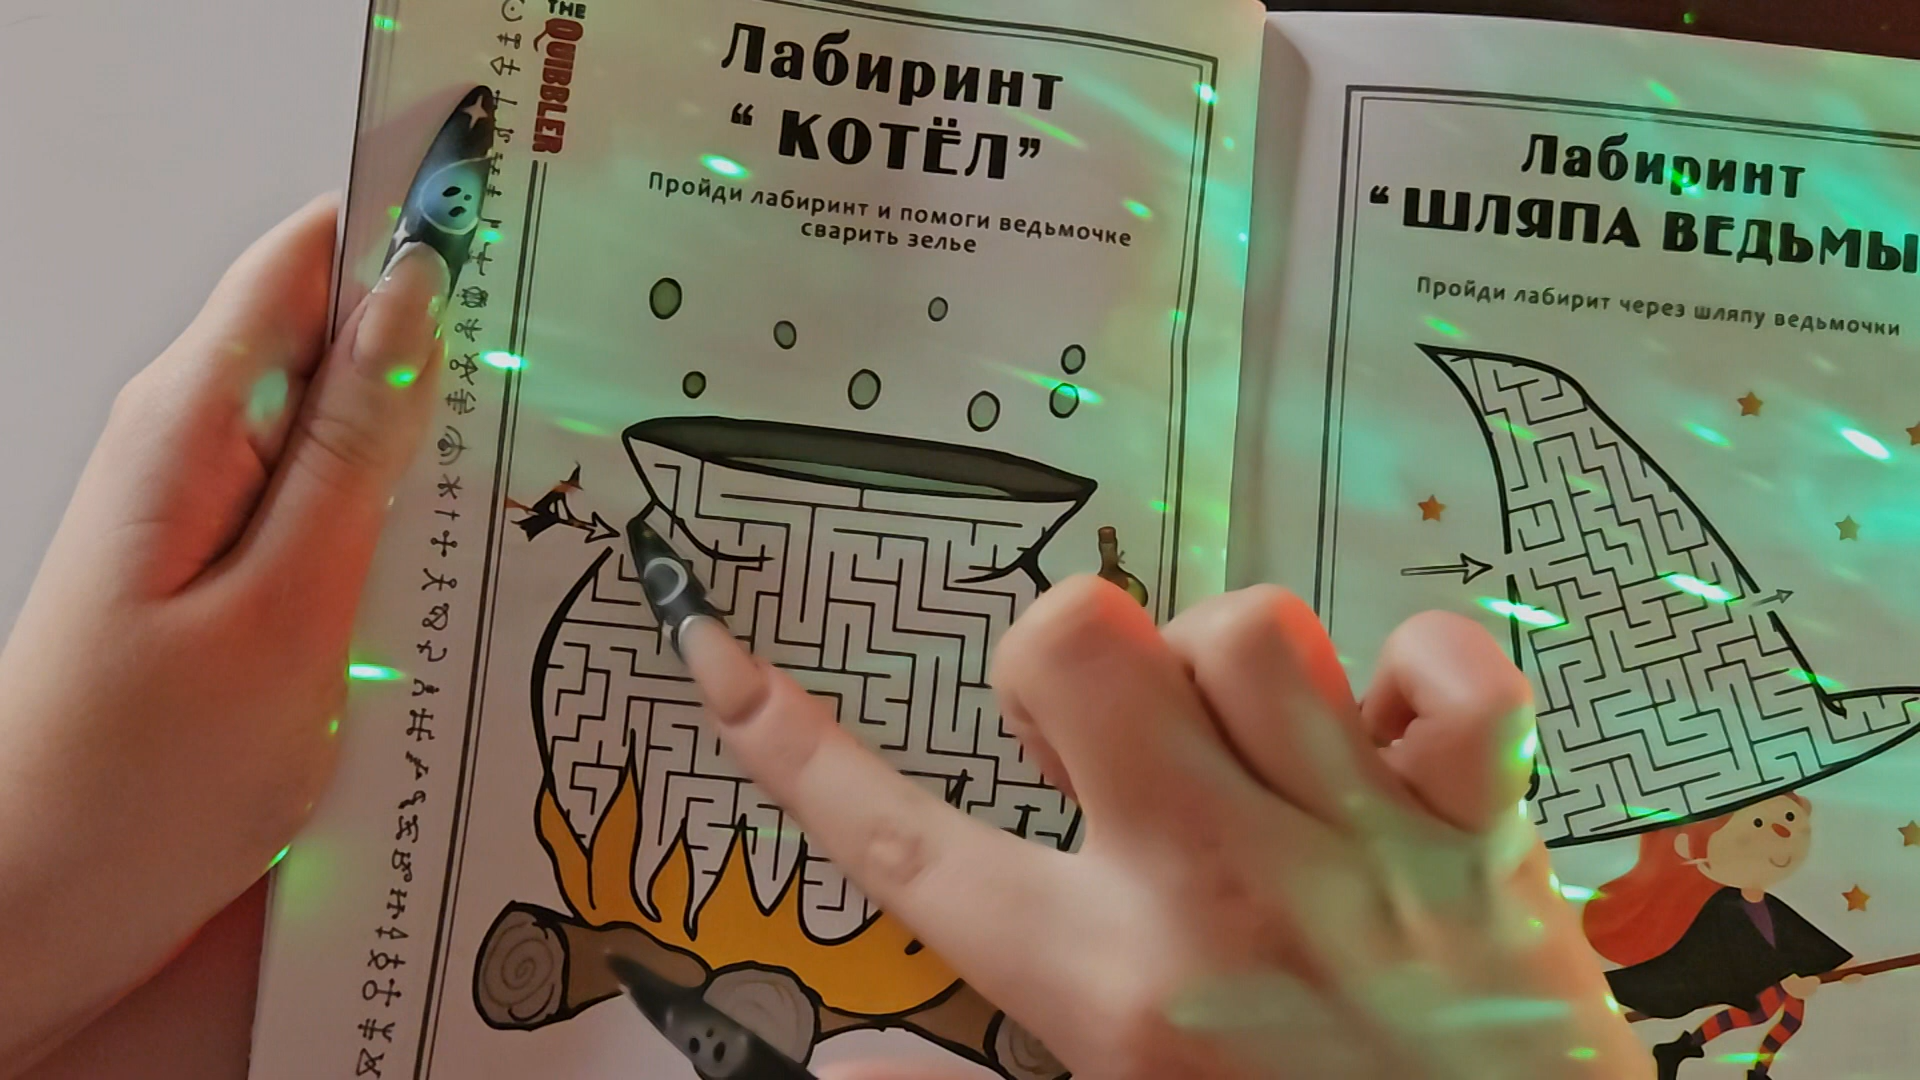 THE
QUIBBLER
Лабиринт
“ КОТЁЛ”
Пройди лабиринт и помоги ведьмочке
сварить зелье
Лабиринт
“ ШЛЯПА ВЕДЬМЫ
Пройди лабирит через шляпу ведьмочки